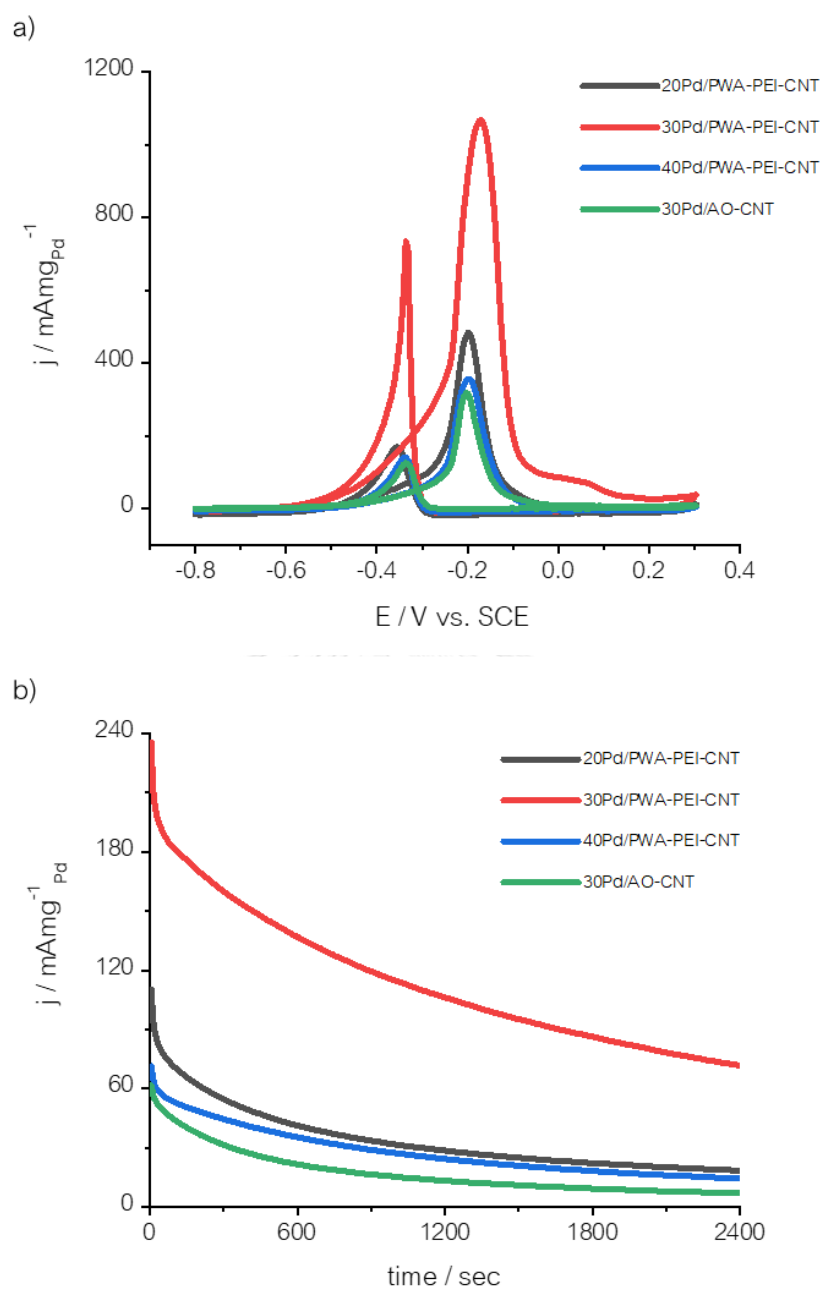 a)
1200
800
400
0
j / mAmg_Pd^-1
-0.8 -0.6 -0.4 -0.2 0.0 0.2 0.4
E / V vs. SCE
20Pd/PWA-PEI-CNT
30Pd/PWA-PEI-CNT
40Pd/PWA-PEI-CNT
30Pd/AO-CNT
b)
240
180
120
60
0
j / mAmg^-1_Pd
0 600 1200 1800 2400
time / sec
20Pd/PWA-PEI-CNT
30Pd/PWA-PEI-CNT
40Pd/PWA-PEI-CNT
30Pd/AO-CNT